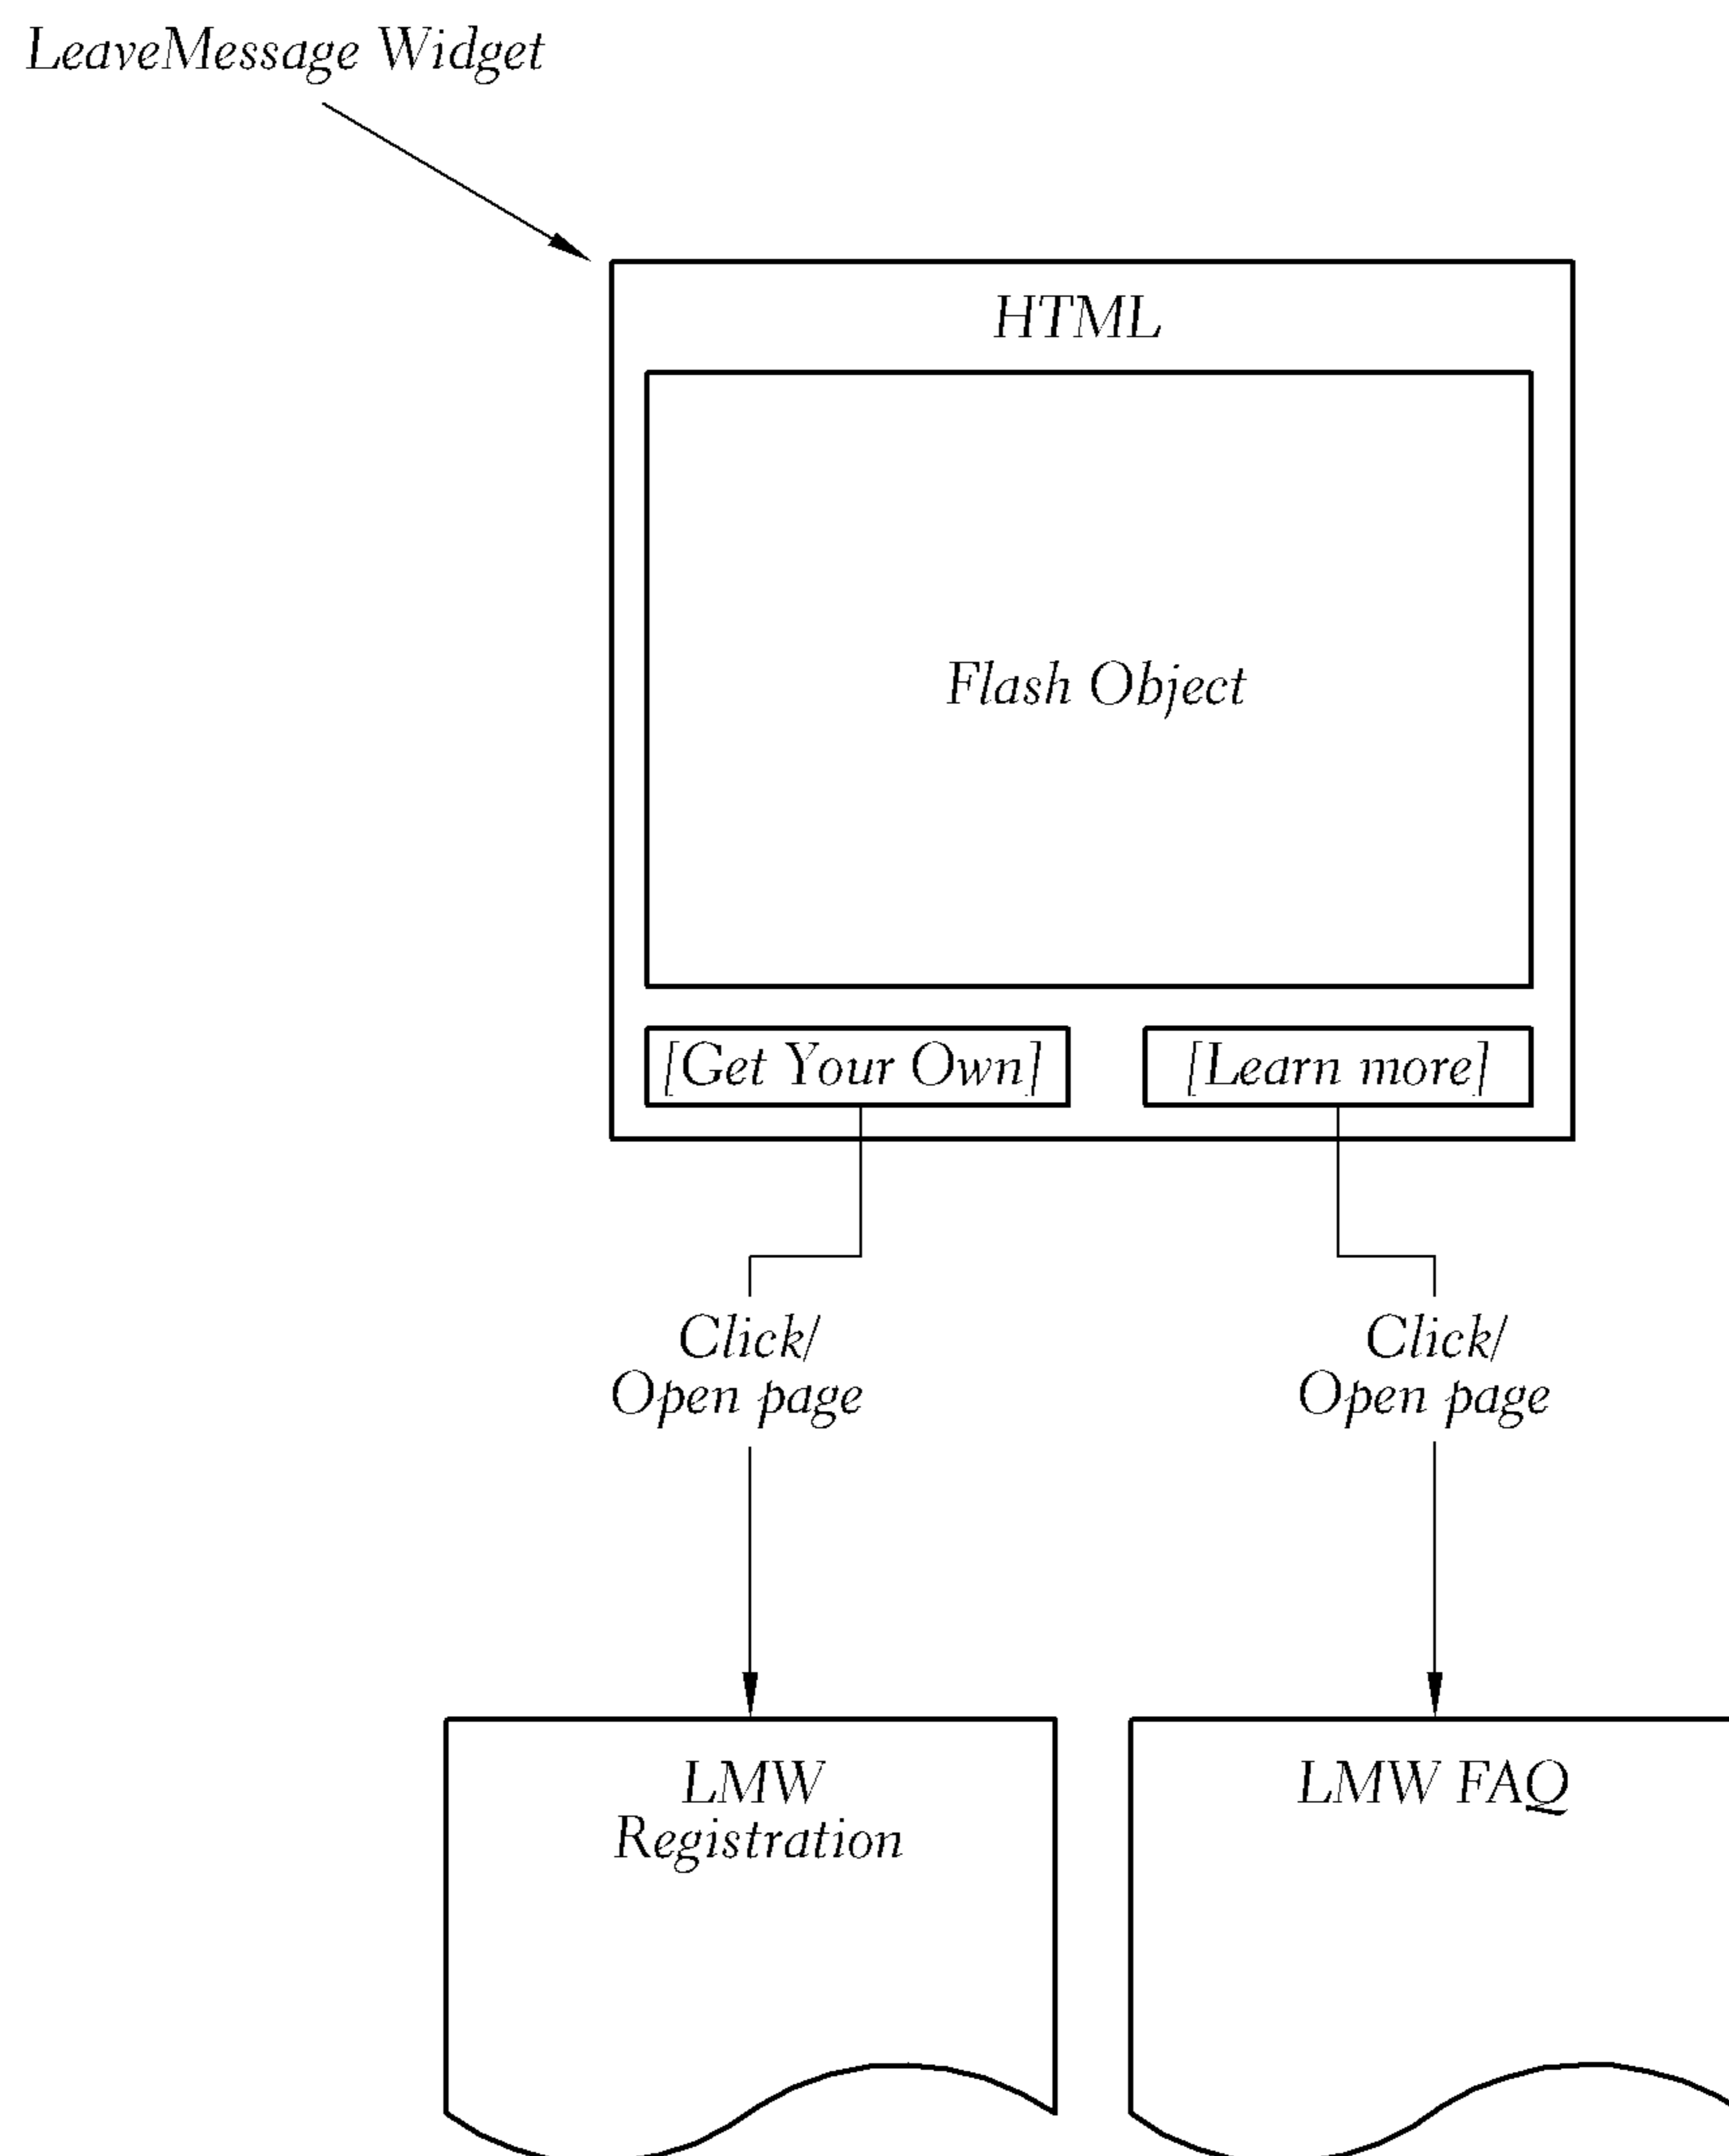 LeaveMessage Widget
HTML
Flash Object
[Get Your Own]
[Learn more]
Click/
Open page
Click/
Open page
LMW
Registration
LMW FAQ